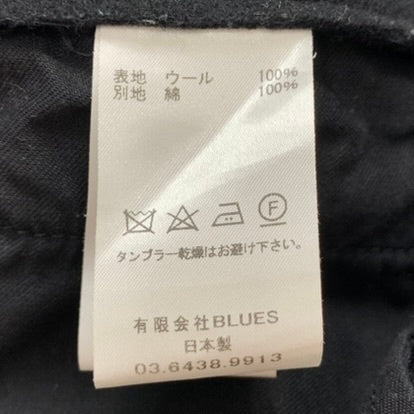 表地 ウール 100%
別地 綿 100%
F
タンブラー乾燥はお避け下さい。
有限会社BLUES
日本製
03.6438.9913